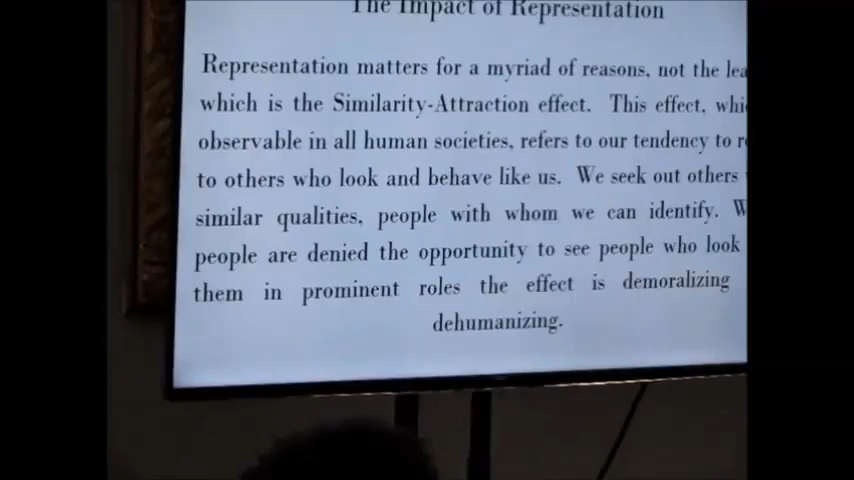 The Impact of Representation
Representation matters for a myriad of reasons, not the
which is the Similarity-Attraction effect. This effect,
observable in all human societies, refers to our tendency to
to others who look and behave like us. We seek out others
similar qualities, people with whom we can identify.
people are denied the opportunity to see people who look
them in prominent roles the effect is demoralizing
dehumanizing.